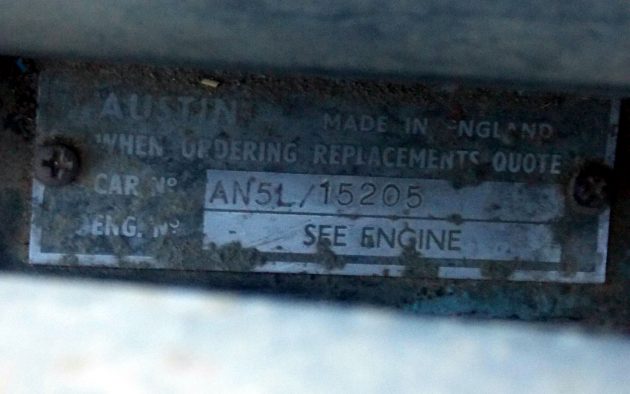 AUSTIN
MADE IN ENGLAND
WHEN ORDERING REPLACEMENTS QUOTE
CAR Nº AN5L/15205
ENG. Nº SEE ENGINE